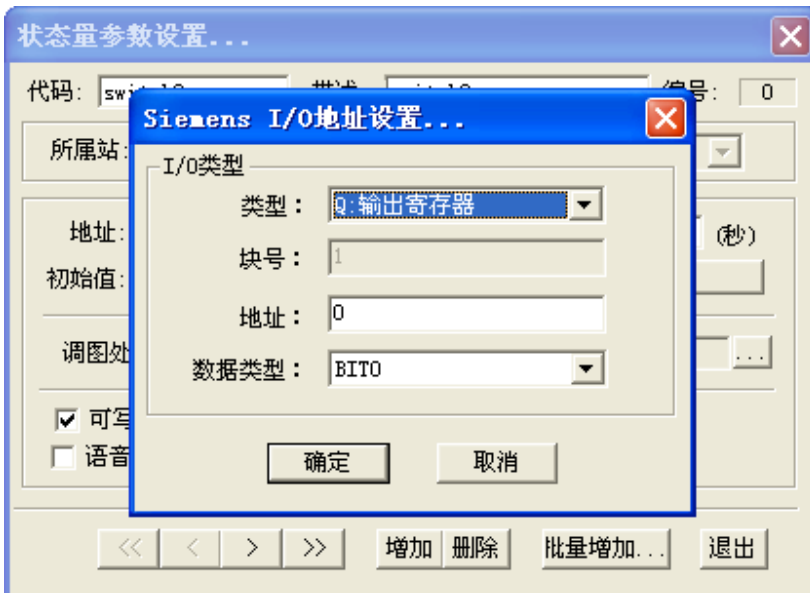 状态量参数设置...
代码: 编号: 0
所属站:
地址: (秒)
初始值:
调图处 ...
可写
语音
Siemens I/O地址设置...
I/O类型
类型: Q:输出寄存器
块号: 1
地址: 0
数据类型: BIT0
确定 取消
<< < > >> 增加 删除 批量增加... 退出